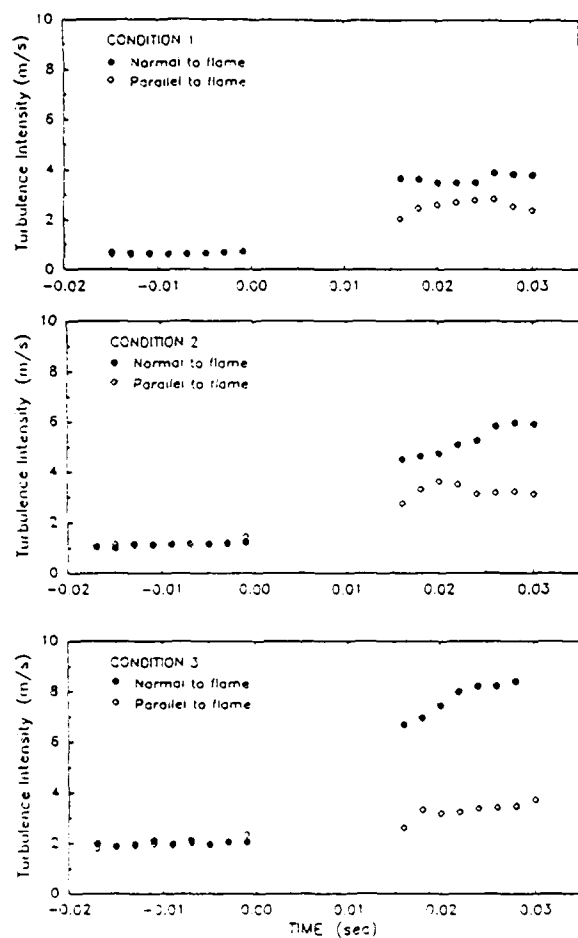 CONDITION 1
Normal to flame
Parallel to flame
Turbulence Intensity (m/s)
10
8
6
4
2
0
−0.02 −0.01 0.00 0.01 0.02 0.03
CONDITION 2
Normal to flame
Parallel to flame
Turbulence Intensity (m/s)
10
8
6
4
2
0
−0.02 −0.01 0.00 0.01 0.02 0.03
CONDITION 3
Normal to flame
Parallel to flame
Turbulence Intensity (m/s)
10
8
6
4
2
0
−0.02 −0.01 0.00 0.01 0.02 0.03
TIME (sec)